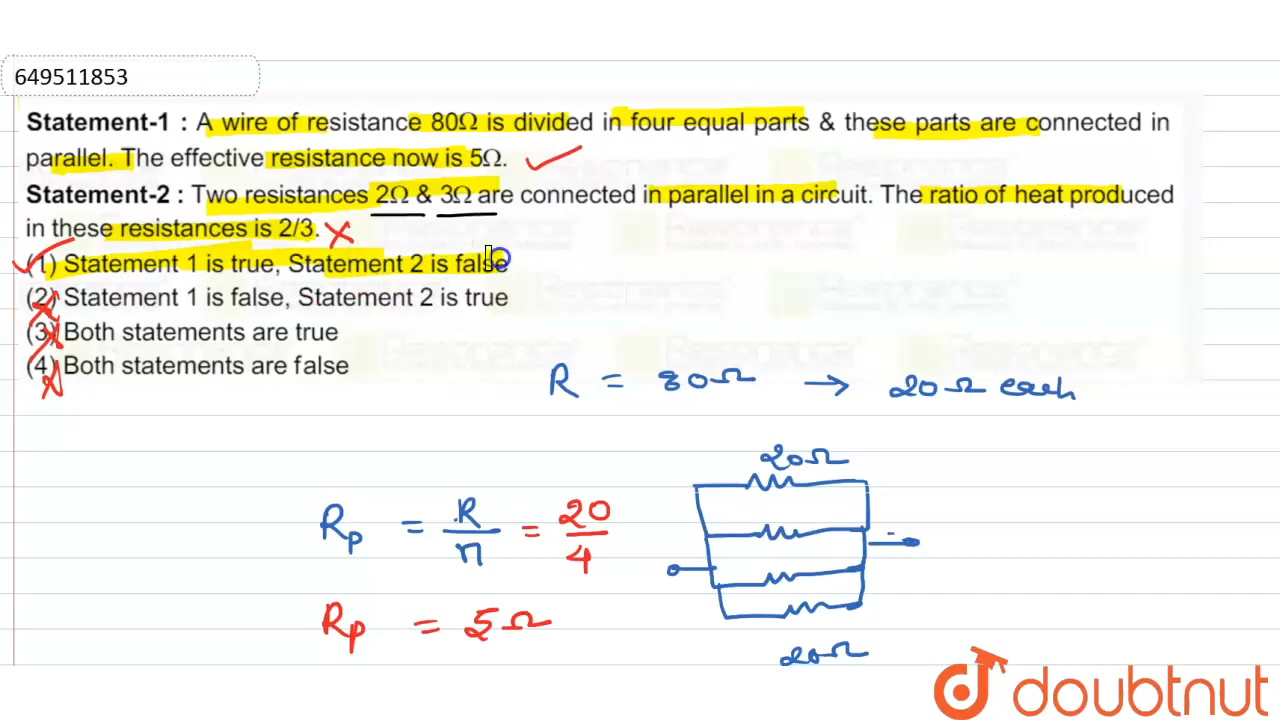 649511853
Statement-1 : A wire of resistance 80Ω is divided in four equal parts & these parts are connected in
parallel. The effective resistance now is 5Ω.
Statement-2 : Two resistances 2Ω & 3Ω are connected in parallel in a circuit. The ratio of heat produced
in these resistances is 2/3.
(1) Statement 1 is true, Statement 2 is false
(2) Statement 1 is false, Statement 2 is true
(3) Both statements are true
(4) Both statements are false
R = 80Ω → 20Ω each
20Ω
Rp = R/n = 20/4
Rp = 5Ω
20Ω
doubtnut